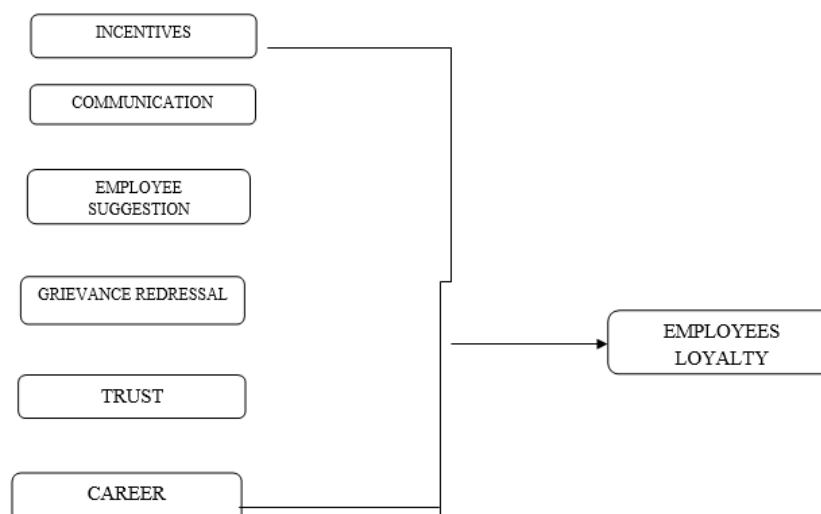 INCENTIVES
COMMUNICATION
EMPLOYEE
SUGGESTION
GRIEVANCE REDRESSAL
TRUST
CAREER
EMPLOYEES
LOYALTY